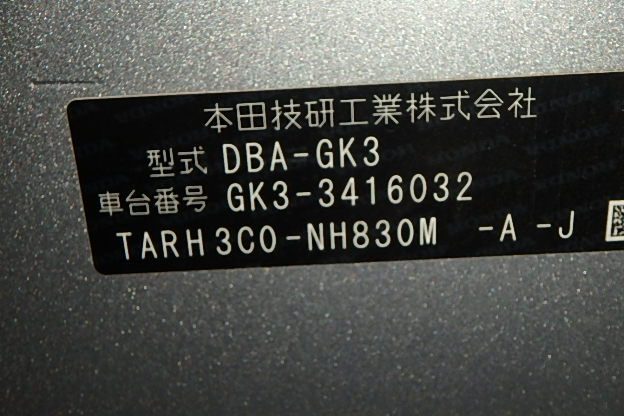 本田技研工業株式会社
型式 DBA-GK3
車台番号 GK3-3416032
TARH3C0-NH830M -A -J